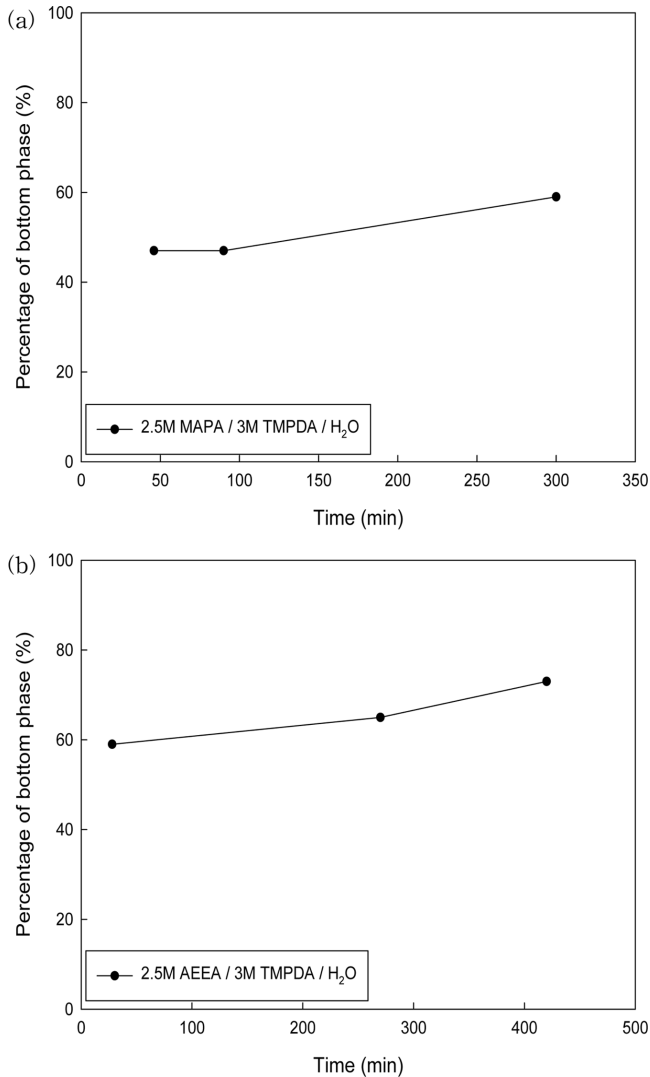 (a)
100
80
60
40
20
0
Percentage of bottom phase (%)
2.5M MAPA / 3M TMPDA / H₂O
0 50 100 150 200 250 300 350
Time (min)
(b)
100
80
60
40
20
0
Percentage of bottom phase (%)
2.5M AEEA / 3M TMPDA / H₂O
0 100 200 300 400 500
Time (min)